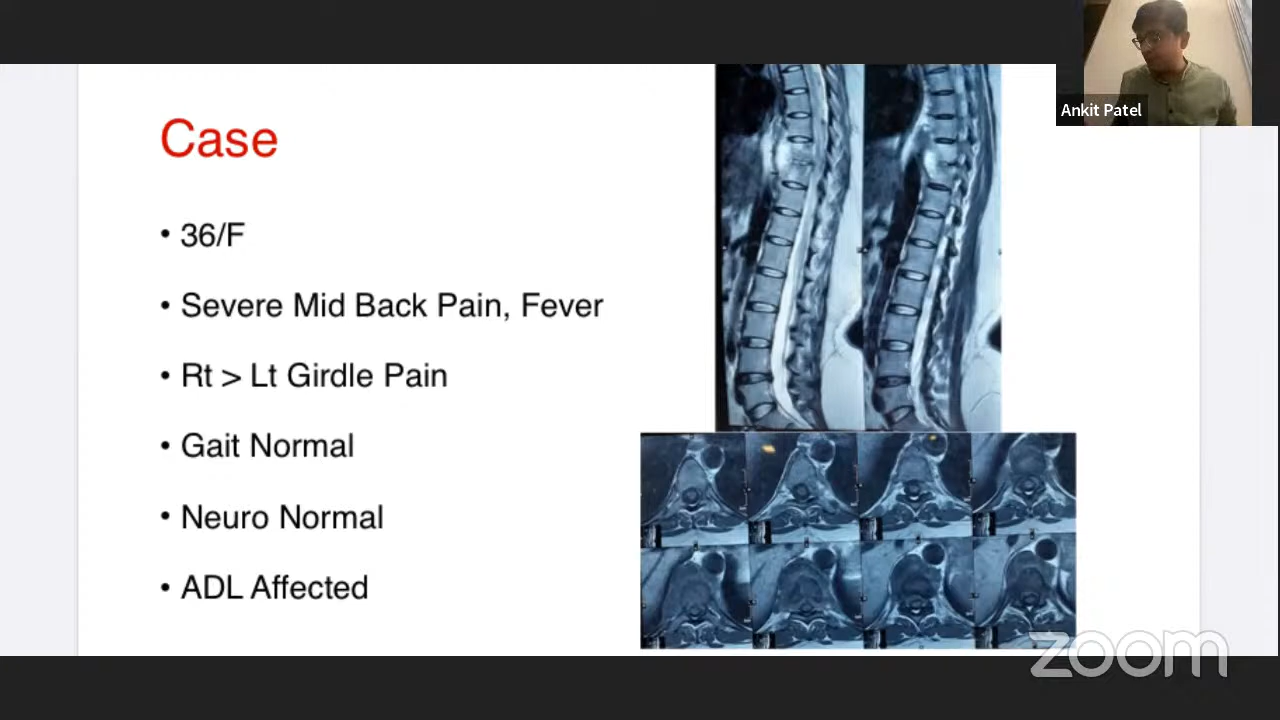 Ankit Patel
Case
• 36/F
• Severe Mid Back Pain, Fever
• Rt > Lt Girdle Pain
• Gait Normal
• Neuro Normal
• ADL Affected
zoom